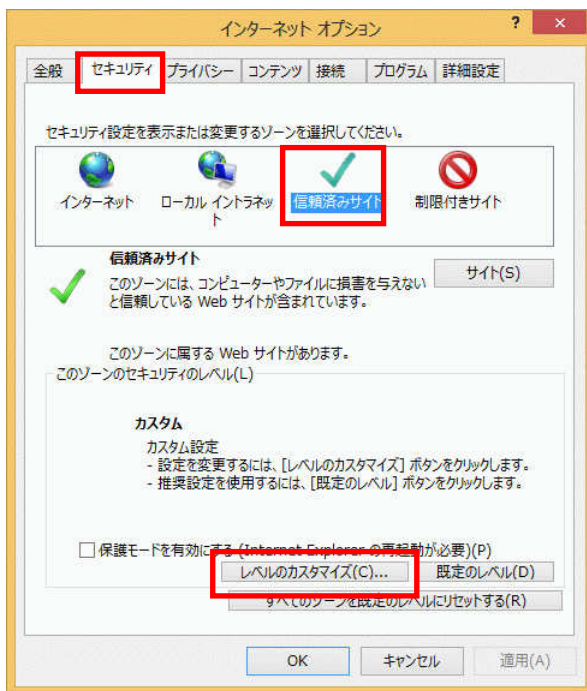 インターネット オプション
? ×
全般 セキュリティ プライバシー コンテンツ 接続 プログラム 詳細設定
セキュリティ設定を表示または変更するゾーンを選択してください。
インターネット ローカル イントラネッ 信頼済みサイト 制限付きサイト
ト
信頼済みサイト
このゾーンには、コンピューターやファイルに損害を与えない
と信頼している Web サイトが含まれています。
サイト(S)
このゾーンに属する Web サイトがあります。
このゾーンのセキュリティのレベル(L)
カスタム
カスタム設定
- 設定を変更するには、[レベルのカスタマイズ] ボタンをクリックします。
- 推奨設定を使用するには、[既定のレベル] ボタンをクリックします。
保護モードを有効にする (Internet Explorer の再起動が必要)(P)
レベルのカスタマイズ(C)... 既定のレベル(D)
すべてのゾーンを既定のレベルにリセットする(R)
OK キャンセル 適用(A)